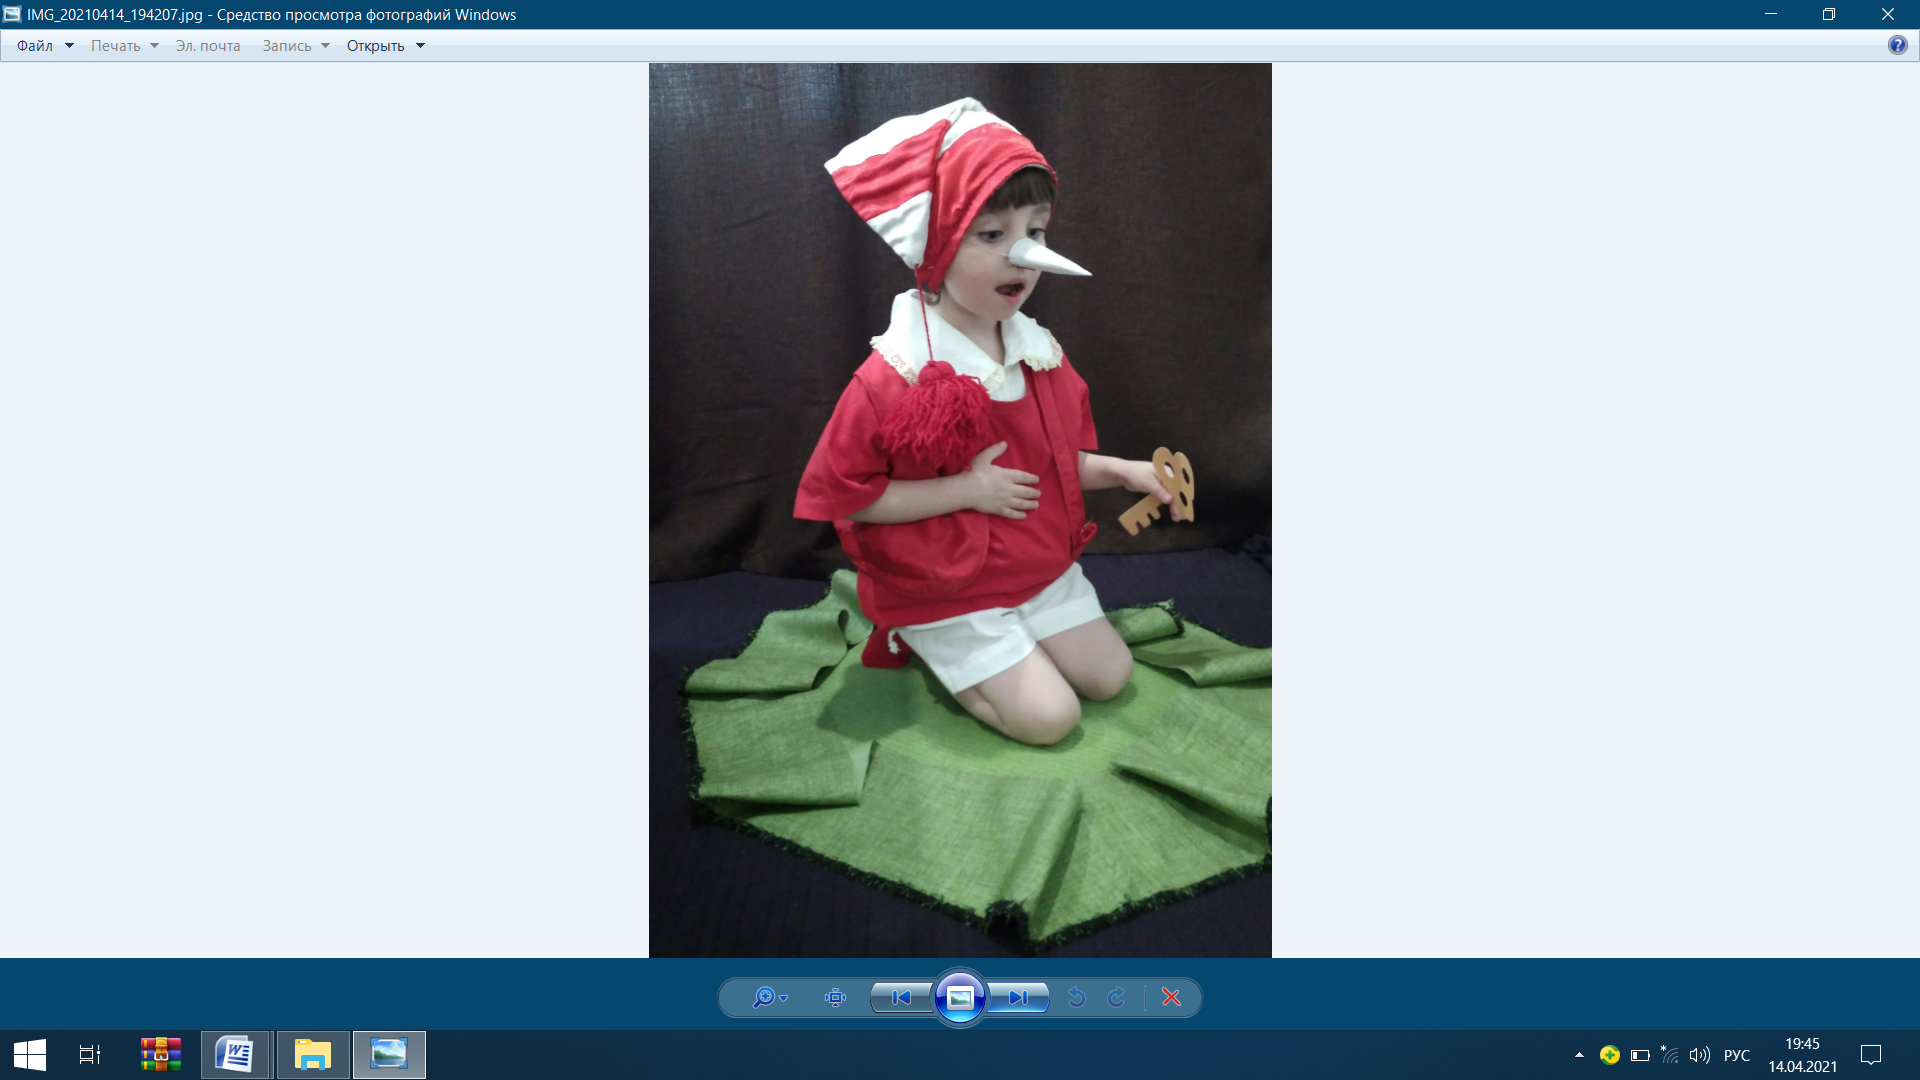 IMG_20210414_194207.jpg - Средство просмотра фотографий Windows
Файл Печать Эл. почта Запись Открыть
РУС
19:45
14.04.2021